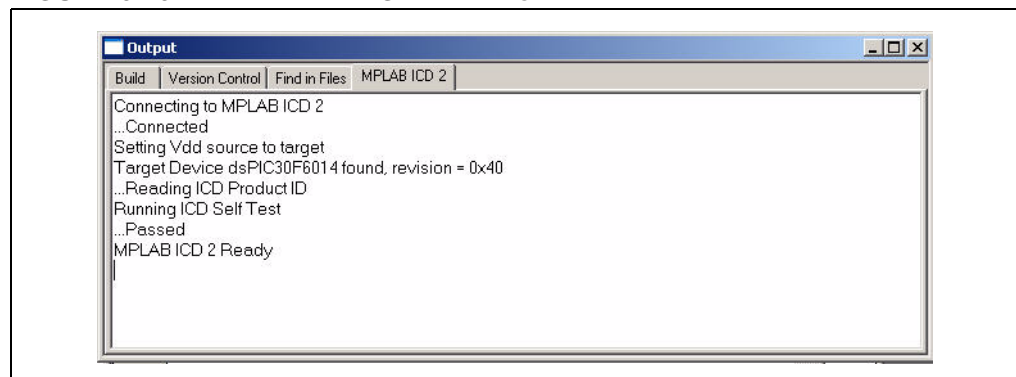 Output
Build Version Control Find in Files MPLAB ICD 2
Connecting to MPLAB ICD 2
...Connected
Setting Vdd source to target
Target Device dsPIC30F6014 found, revision = 0x40
...Reading ICD Product ID
Running ICD Self Test
...Passed
MPLAB ICD 2 Ready